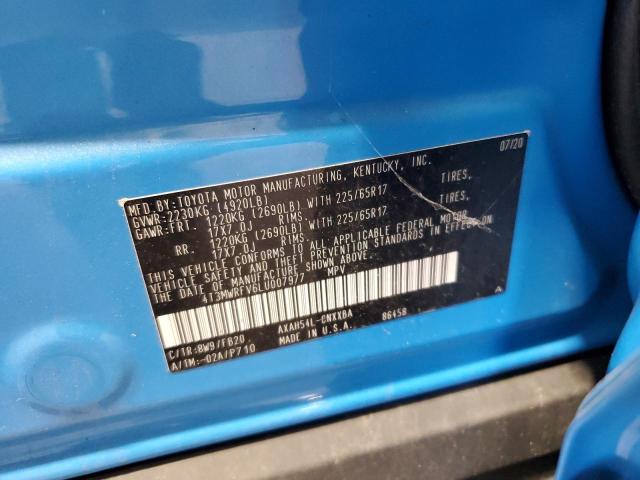 MFD.BY:TOYOTA MOTOR MANUFACTURING, KENTUCKY, INC. 07/20
GVWR:2230KG (4920LB)
GAWR:FRT. 1220KG (2690LB) WITH 225/65R17 TIRES,
17X7.0J RIMS.
RR. 1220KG (2690LB) WITH 225/65R17 TIRES,
17X7.0J RIMS.
THIS VEHICLE CONFORMS TO ALL APPLICABLE FEDERAL MOTOR
VEHICLE SAFETY AND THEFT PREVENTION STANDARDS IN EFFECT ON
THE DATE OF MANUFACTURE SHOWN ABOVE.
4T3MWRFV6LU007977 MPV A
C/TR:8W9/FB20 AXAH54L-CNXXBA 8645B
A/TM:-02A/P710 MADE IN U.S.A.